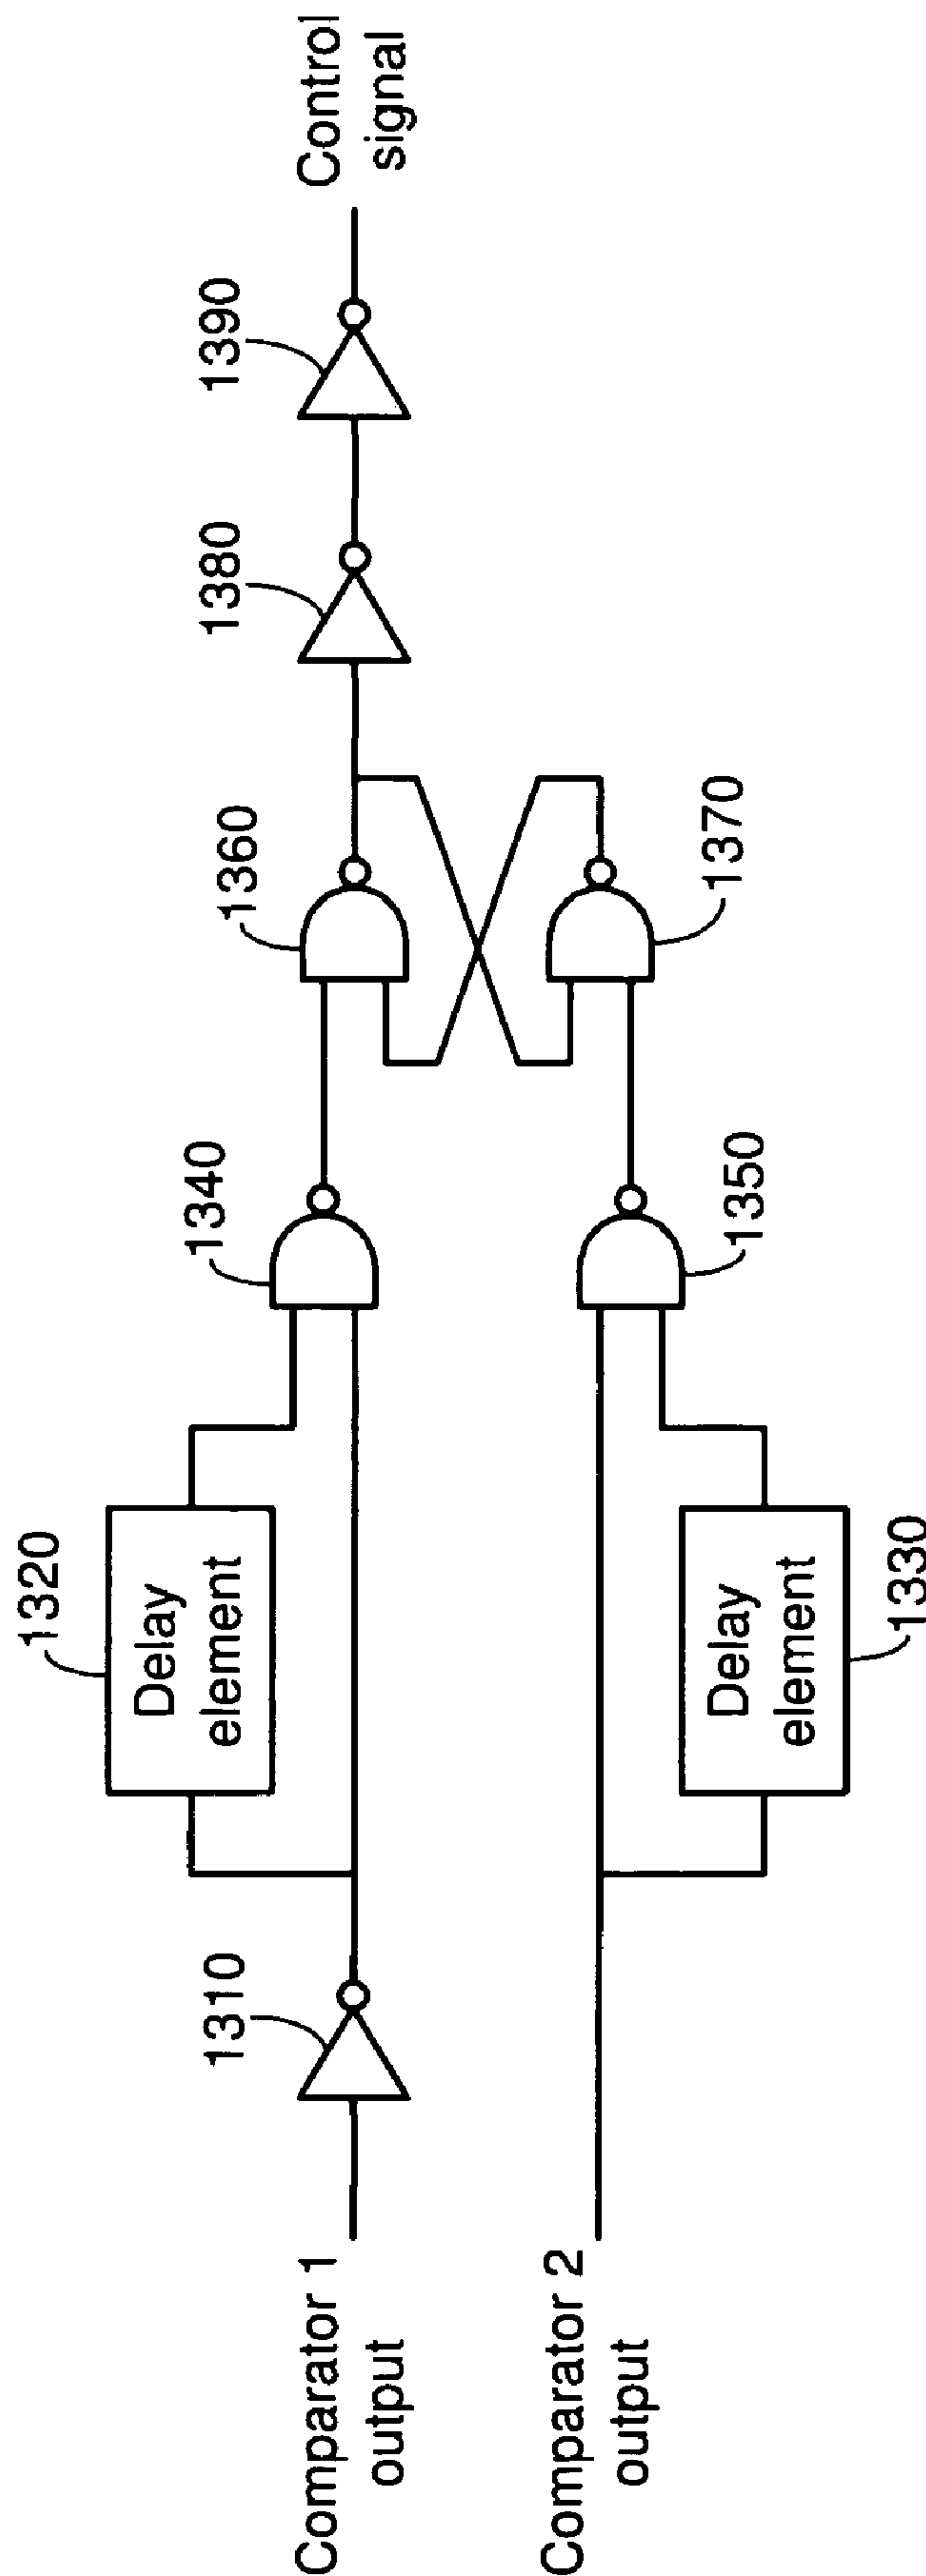 Comparator 1
output
Comparator 2
output
1310
1320
Delay
element
1330
Delay
element
1340
1350
1360
1370
1380
1390
Control
signal